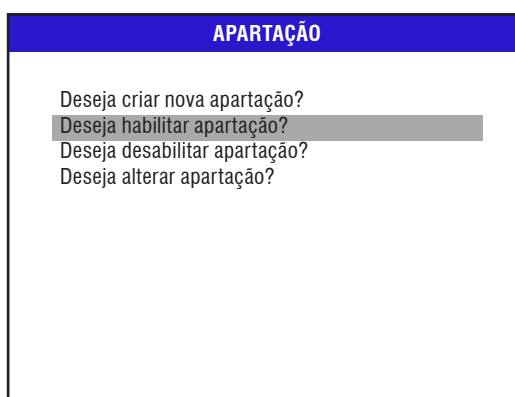 APARTAÇÃO
Deseja criar nova apartação?
Deseja habilitar apartação?
Deseja desabilitar apartação?
Deseja alterar apartação?